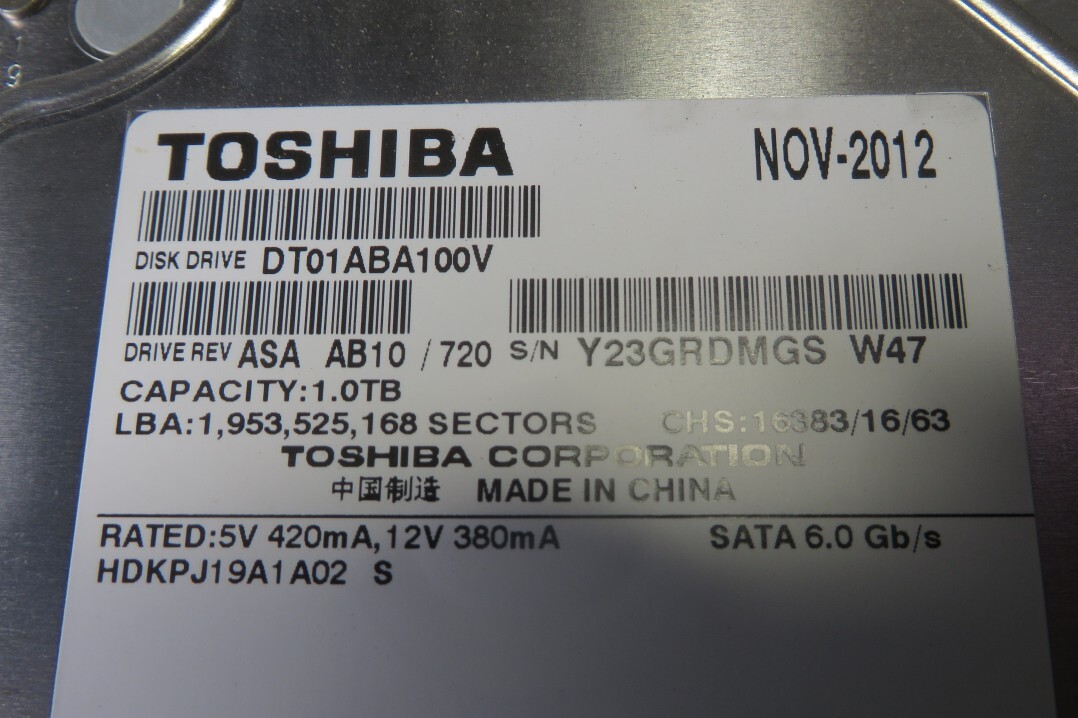 TOSHIBA NOV-2012
DISK DRIVE DT01ABA100V
DRIVE REV ASA AB10 / 720 S/N Y23GRDMGS W47
CAPACITY:1.0TB
LBA:1,953,525,168 SECTORS CHS:16383/16/63
TOSHIBA CORPORATION
中国制造 MADE IN CHINA
RATED:5V 420mA,12V 380mA SATA 6.0 Gb/s
HDKPJ19A1A02 S